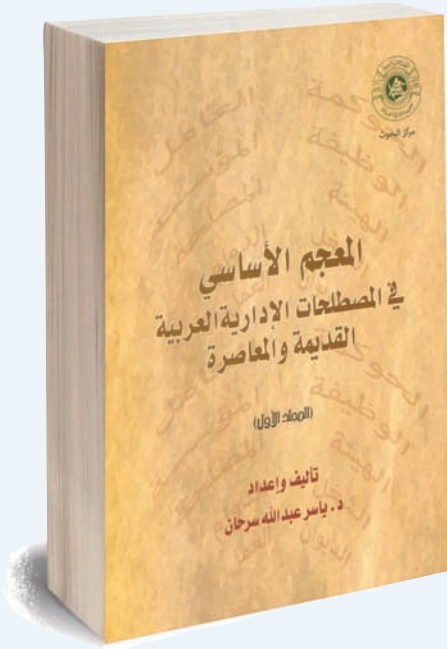 مركز البحوث
المعجم الأساسي
في المصطلحات الإدارية العربية
القديمة والمعاصرة
(المجلد الأول)
تأليف وإعداد
د. ياسر عبدالله سرحان